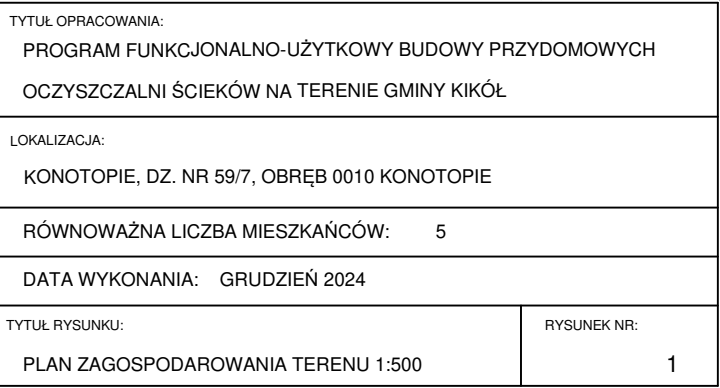 TYTUŁ OPRACOWANIA:
PROGRAM FUNKCJONALNO-UŻYTKOWY BUDOWY PRZYDOMOWYCH
OCZYSZCZALNI ŚCIEKÓW NA TERENIE GMINY KIKÓŁ
LOKALIZACJA:
KONOTOPIE, DZ. NR 59/7, OBRĘB 0010 KONOTOPIE
RÓWNOWAŻNA LICZBA MIESZKAŃCÓW: 5
DATA WYKONANIA: GRUDZIEŃ 2024
TYTUŁ RYSUNKU:
PLAN ZAGOSPODAROWANIA TERENU 1:500
RYSUNEK NR:
1